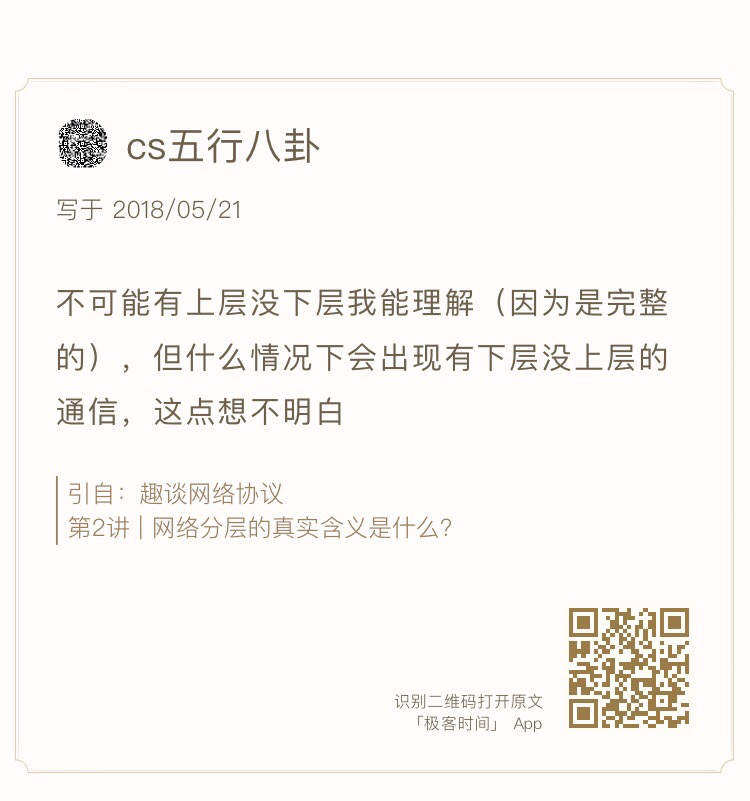 cs五行八卦
写于 2018/05/21
不可能有上层没下层我能理解（因为是完整
的），但什么情况下会出现有下层没上层的
通信，这点想不明白
引自：趣谈网络协议
第2讲 | 网络分层的真实含义是什么？
识别二维码打开原文
「极客时间」 App